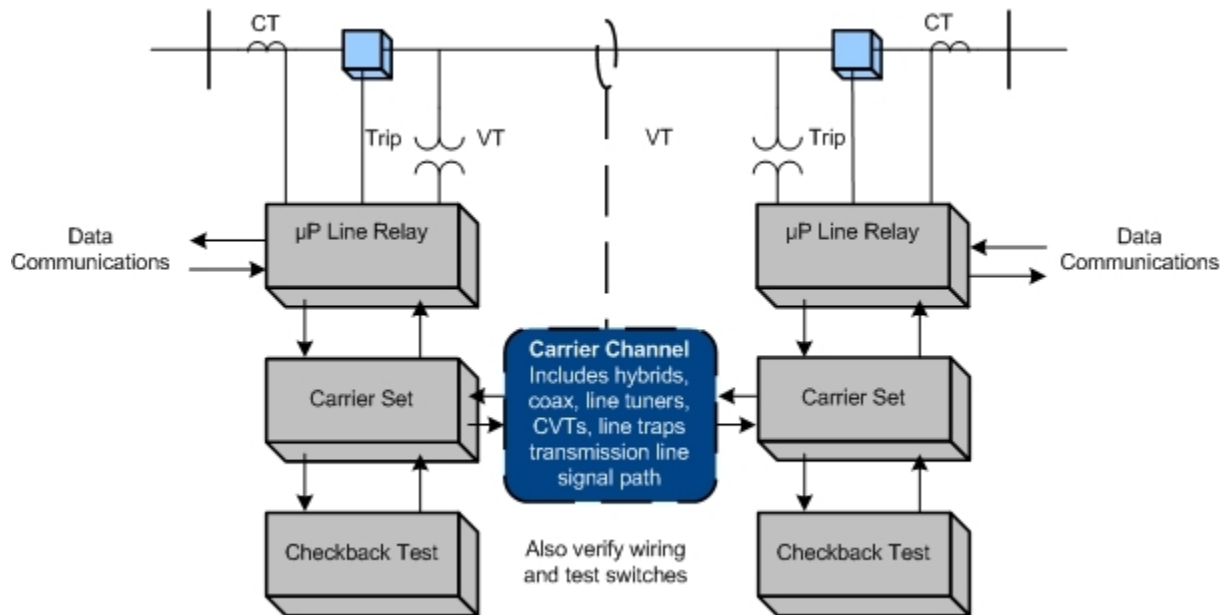 CT
CT
Trip
VT
VT
Trip
µP Line Relay
µP Line Relay
Data
Communications
Data
Communications
Carrier Channel
Includes hybrids,
coax, line tuners,
CVTs, line traps
transmission line
signal path
Carrier Set
Carrier Set
Checkback Test
Also verify wiring
and test switches
Checkback Test